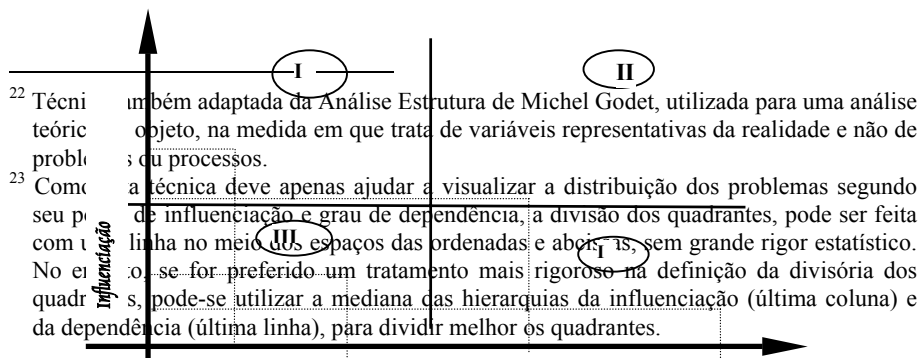 I II
22 Técni mbém adaptada da Análise Estrutura de Michel Godet, utilizada para uma análise
teóric objeto, na medida em que trata de variáveis representativas da realidade e não de
probl s ou processos.
23 Como a técnica deve apenas ajudar a visualizar a distribuição dos problemas segundo
seu p de influenciação e grau de dependência, a divisão dos quadrantes, pode ser feita
com u linha no meio dos espaços das ordenadas e abcis as, sem grande rigor estatístico.
III I
No en to, se for preferido um tratamento mais rigoroso na definição da divisória dos
quadr s, pode-se utilizar a mediana das hierarquias da influenciação (última coluna) e
da dependência (última linha), para dividir melhor os quadrantes.
Influenciação